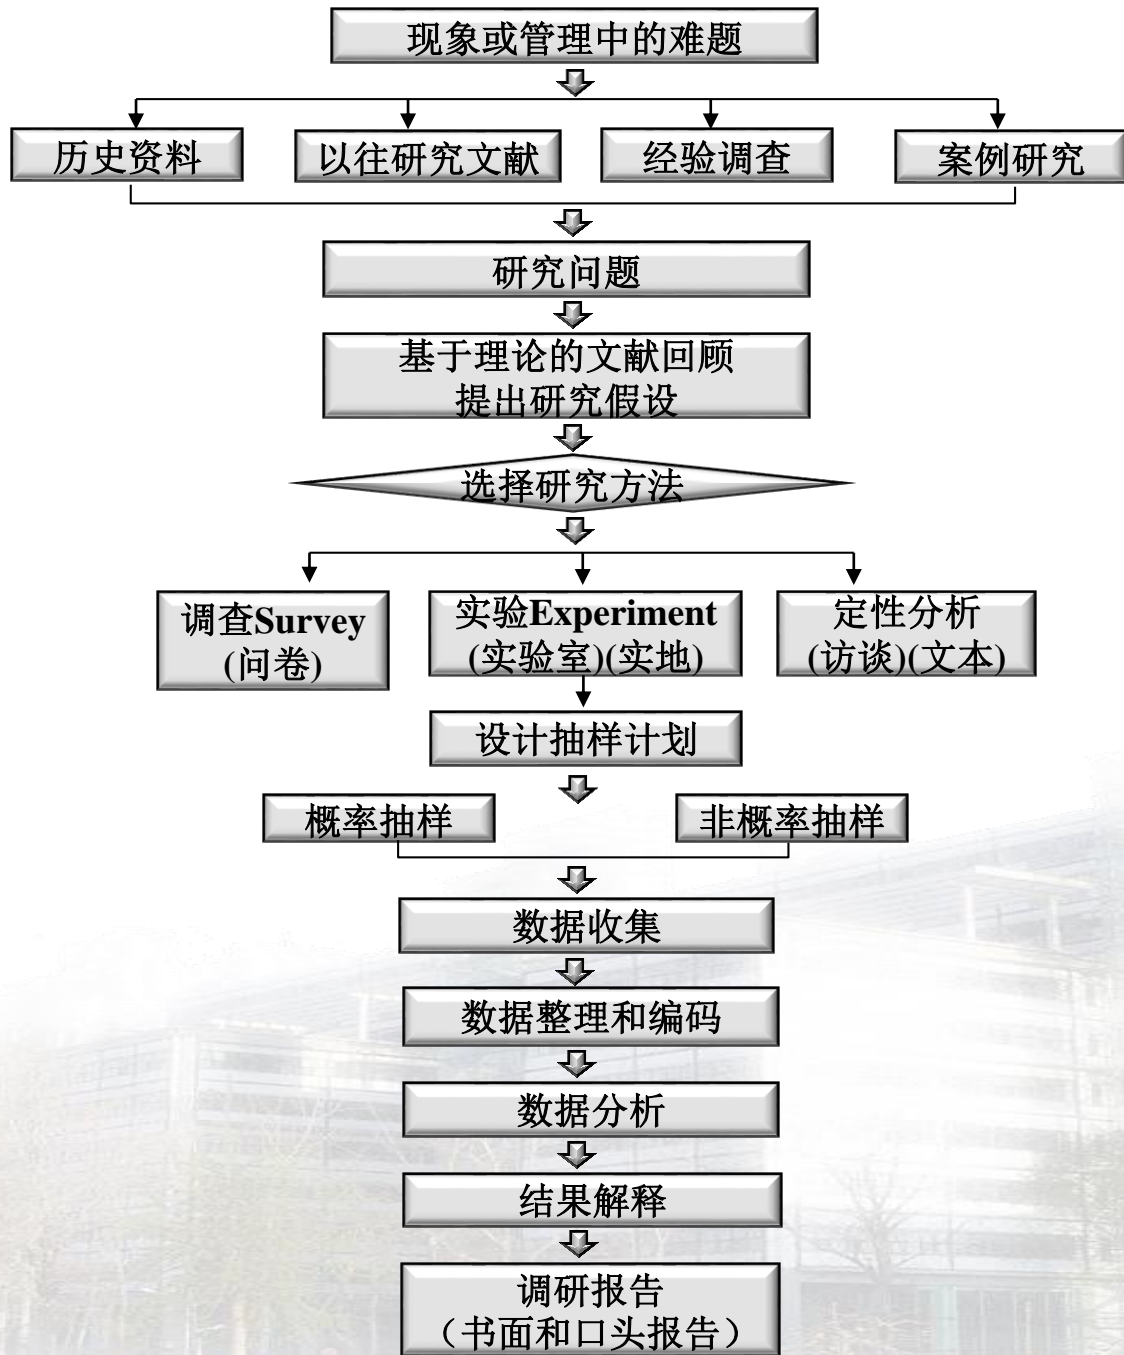 现象或管理中的难题
历史资料
以往研究文献
经验调查
案例研究
研究问题
基于理论的文献回顾
提出研究假设
选择研究方法
调查Survey
(问卷)
实验Experiment
(实验室)(实地)
定性分析
(访谈)(文本)
设计抽样计划
概率抽样
非概率抽样
数据收集
数据整理和编码
数据分析
结果解释
调研报告
（书面和口头报告）